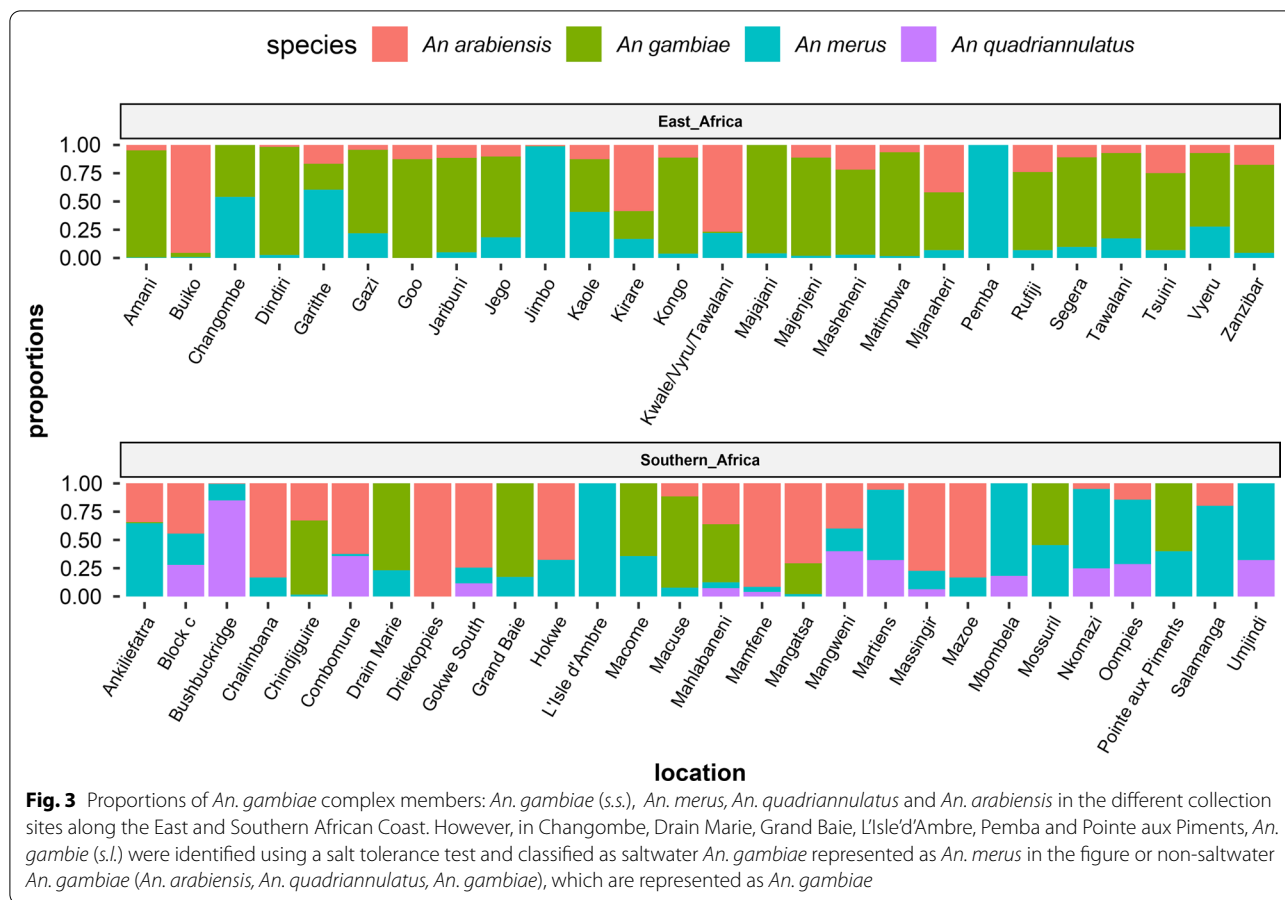 species An arabiensis An gambiae An merus An quadriannulatus
East_Africa
1.00
0.75
0.50
0.25
0.00
Amani
Buiko
Changombe
Dindiri
Garithe
Gazi
Goo
Jaribuni
Jego
Jimbo
Kaole
Kirare
Kongo
Kwale/Vyru/Tawalani
Majajani
Majenjeni
Masheheni
Matimbwa
Mjanaheri
Pemba
Rufiji
Segera
Tawalani
Tsuini
Vyeru
Zanzibar
proportions
Southern_Africa
1.00
0.75
0.50
0.25
0.00
Ankiliefatra
Block c
Bushbuckridge
Chalimbana
Chindjiguire
Combomune
Drain Marie
Driekoppies
Gokwe South
Grand Baie
Hokwe
L'Isle d'Ambre
Macome
Macuse
Mahlabaneni
Mamfene
Mangatsa
Mangweni
Martiens
Massingir
Mazoe
Mbombela
Mossuril
Nkomazi
Oompies
Pointe aux Piments
Salamanga
Umjindi
location
Fig. 3 Proportions of An. gambiae complex members: An. gambiae (s.s.), An. merus, An. quadriannulatus and An. arabiensis in the different collection
sites along the East and Southern African Coast. However, in Changombe, Drain Marie, Grand Baie, L'Isle'd'Ambre, Pemba and Pointe aux Piments, An.
gambie (s.l.) were identified using a salt tolerance test and classified as saltwater An. gambiae represented as An. merus in the figure or non-saltwater
An. gambiae (An. arabiensis, An. quadriannulatus, An. gambiae), which are represented as An. gambiae